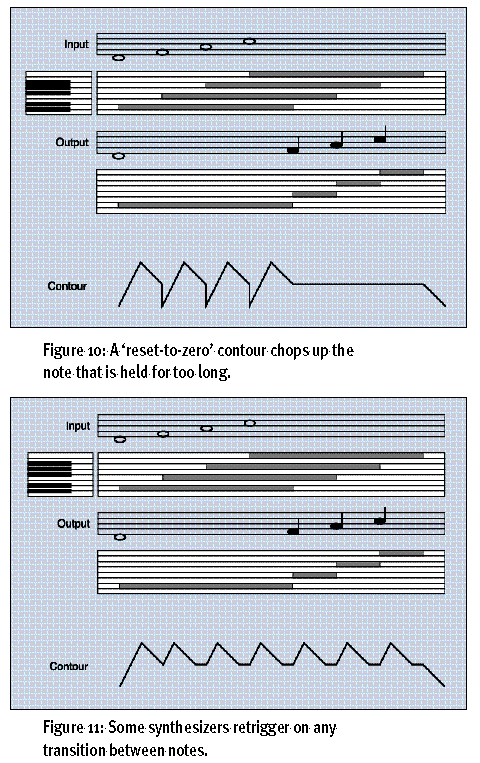 Input
Output
Contour
Figure 10: A ‘reset-to-zero’ contour chops up the
note that is held for too long.
Input
Output
Contour
Figure 11: Some synthesizers retrigger on any
transition between notes.